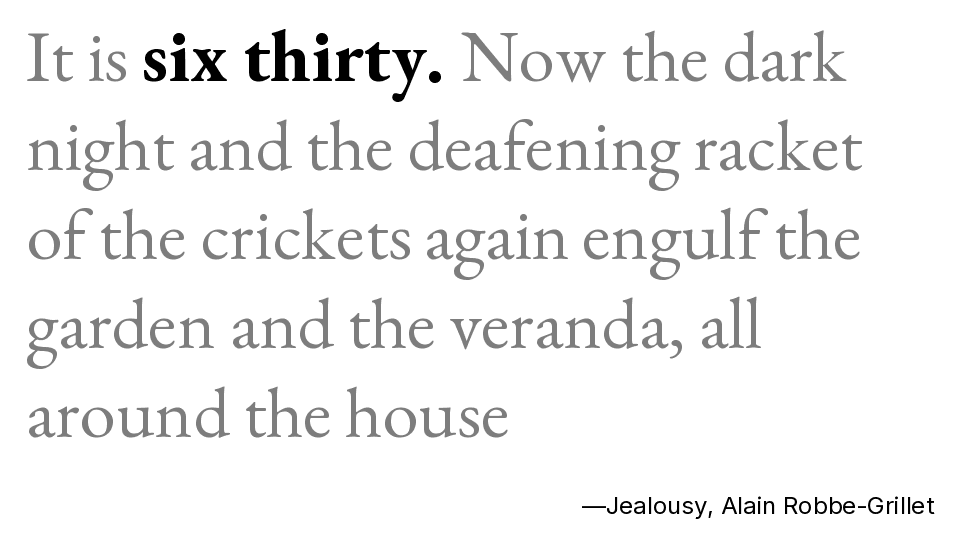 It is six thirty. Now the dark
night and the deafening racket
of the crickets again engulf the
garden and the veranda, all
around the house
—Jealousy, Alain Robbe-Grillet